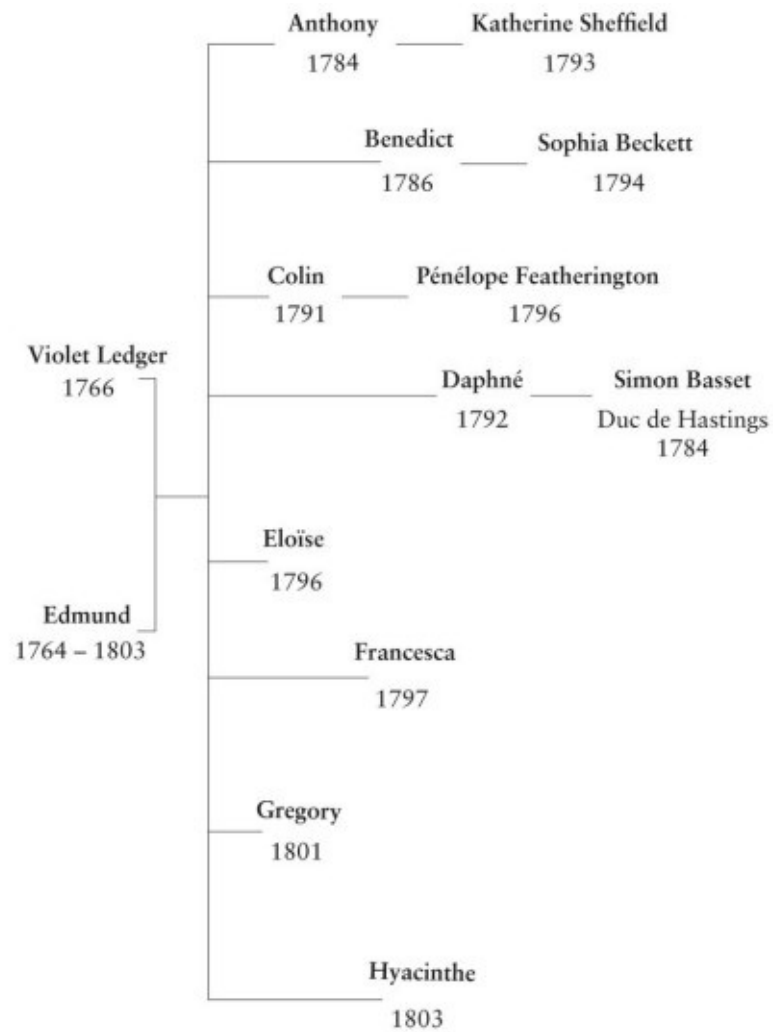 Anthony
1784
Katherine Sheffield
1793
Benedict
1786
Sophia Beckett
1794
Colin
1791
Pénélope Featherington
1796
Violet Ledger
1766
Daphné
1792
Simon Basset
Duc de Hastings
1784
Eloïse
1796
Edmund
1764 – 1803
Francesca
1797
Gregory
1801
Hyacinthe
1803